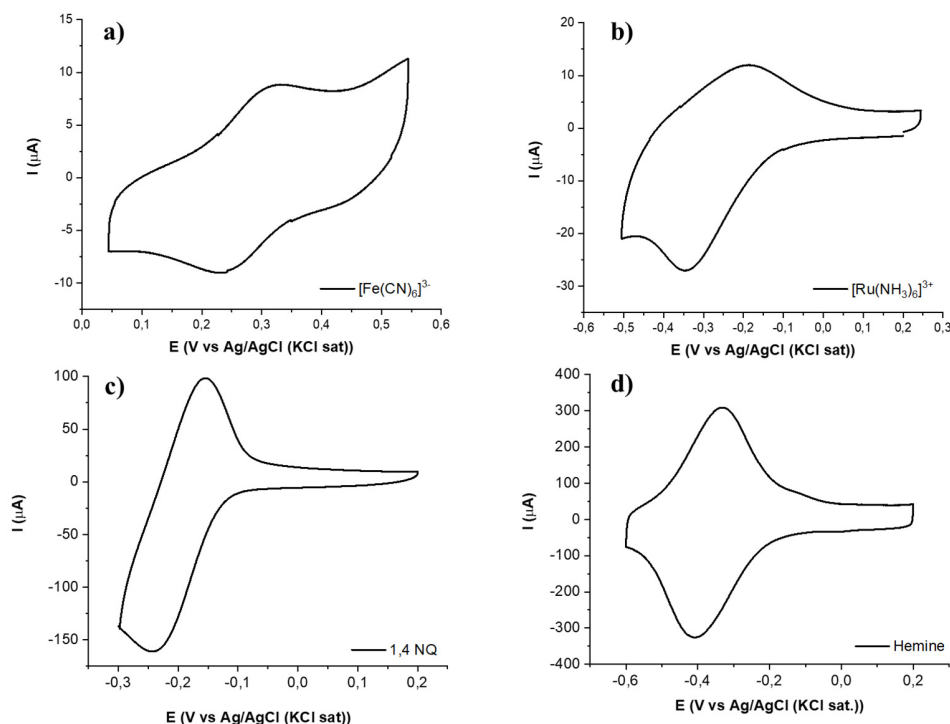 a)
15
10
5
0
-5
-10
I (µA)
0,0 0,1 0,2 0,3 0,4 0,5 0,6
E (V vs Ag/AgCl (KCl sat))
[Fe(CN)₆]³⁻
b)
20
10
0
-10
-20
-30
I (µA)
-0,6 -0,5 -0,4 -0,3 -0,2 -0,1 0,0 0,1 0,2 0,3
E (V vs Ag/AgCl (KCl sat))
[Ru(NH₃)₆]³⁺
c)
100
50
0
-50
-100
-150
I (µA)
-0,3 -0,2 -0,1 0,0 0,1 0,2
E (V vs Ag/AgCl (KCl sat))
1,4 NQ
d)
400
300
200
100
0
-100
-200
-300
-400
I (µA)
-0,6 -0,4 -0,2 0,0 0,2
E (V vs Ag/AgCl (KCl sat.))
Hemine